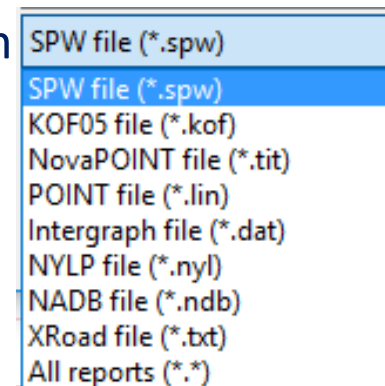 n SPW file (*.spw)
SPW file (*.spw)
KOF05 file (*.kof)
NovaPOINT file (*.tit)
POINT file (*.lin)
Intergraph file (*.dat)
NYLP file (*.nyl)
NADB file (*.ndb)
XRoad file (*.txt)
All reports (*.*)